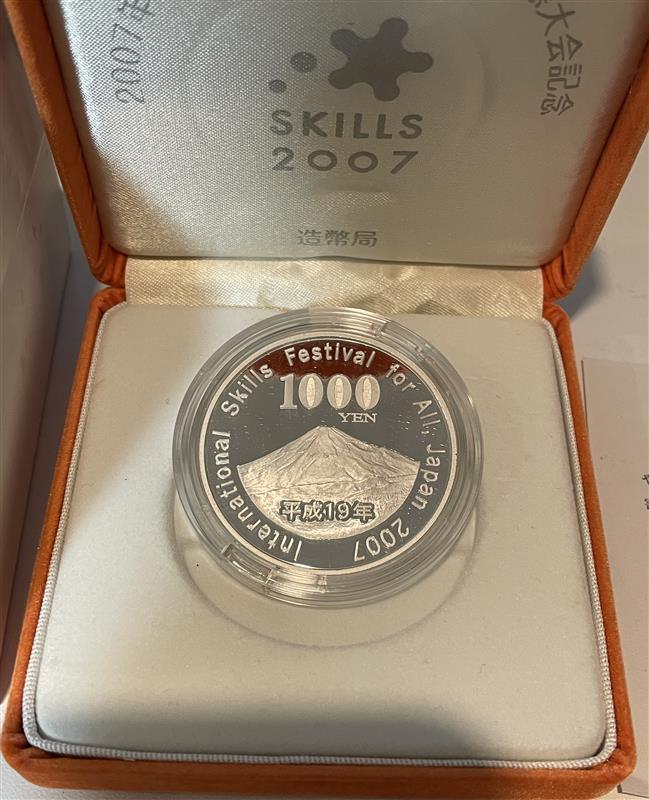 2007年
大会記念
SKILLS
2007
造幣局
International Skills Festival for All, Japan 2007
1000
YEN
平成19年